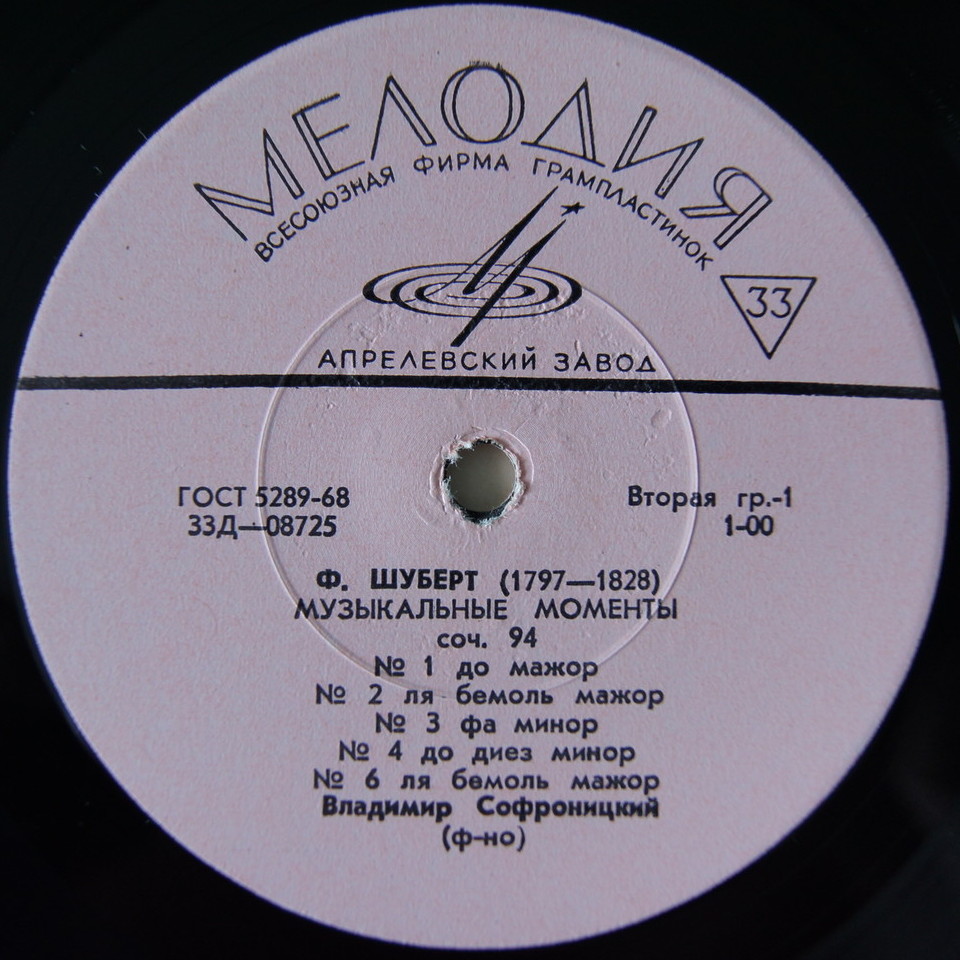 МЕЛОДИЯ
ВСЕСОЮЗНАЯ ФИРМА ГРАМПЛАСТИНОК
33
АПРЕЛЕВСКИЙ ЗАВОД
ГОСТ 5289-68
33Д—08725
Вторая гр.-1
1-00
Ф. ШУБЕРТ (1797—1828)
МУЗЫКАЛЬНЫЕ МОМЕНТЫ
соч. 94
№ 1 до мажор
№ 2 ля бемоль мажор
№ 3 фа минор
№ 4 до диез минор
№ 6 ля бемоль мажор
Владимир Софроницкий
(ф-но)